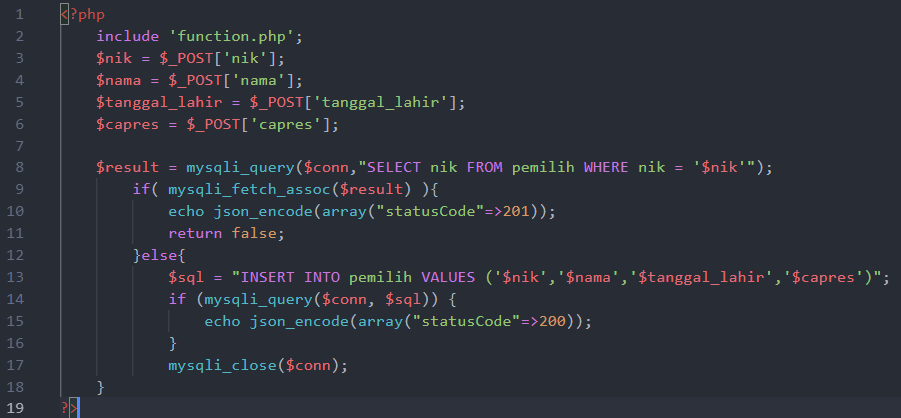 1 <?php
2 include 'function.php';
3 $nik = $_POST['nik'];
4 $nama = $_POST['nama'];
5 $tanggal_lahir = $_POST['tanggal_lahir'];
6 $capres = $_POST['capres'];
7
8 $result = mysqli_query($conn,"SELECT nik FROM pemilih WHERE nik = '$nik'");
9 if( mysqli_fetch_assoc($result) ){
10 echo json_encode(array("statusCode"=>201));
11 return false;
12 }else{
13 $sql = "INSERT INTO pemilih VALUES ('$nik','$nama','$tanggal_lahir','$capres')";
14 if (mysqli_query($conn, $sql)) {
15 echo json_encode(array("statusCode"=>200));
16 }
17 mysqli_close($conn);
18 }
19 ?>